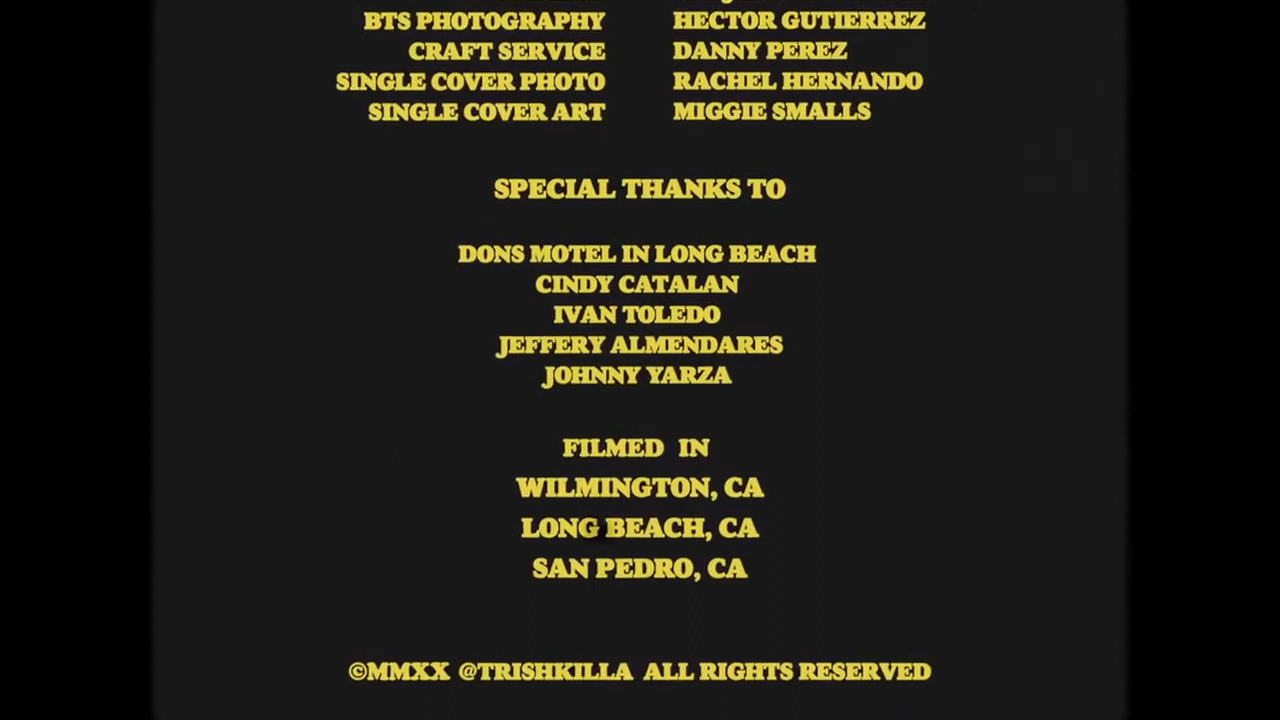 BTS PHOTOGRAPHY HECTOR GUTIERREZ
CRAFT SERVICE DANNY PEREZ
SINGLE COVER PHOTO RACHEL HERNANDO
SINGLE COVER ART MIGGIE SMALLS
SPECIAL THANKS TO
DONS MOTEL IN LONG BEACH
CINDY CATALAN
IVAN TOLEDO
JEFFERY ALMENDARES
JOHNNY YARZA
FILMED IN
WILMINGTON, CA
LONG BEACH, CA
SAN PEDRO, CA
©MMXX @TRISHKILLA ALL RIGHTS RESERVED